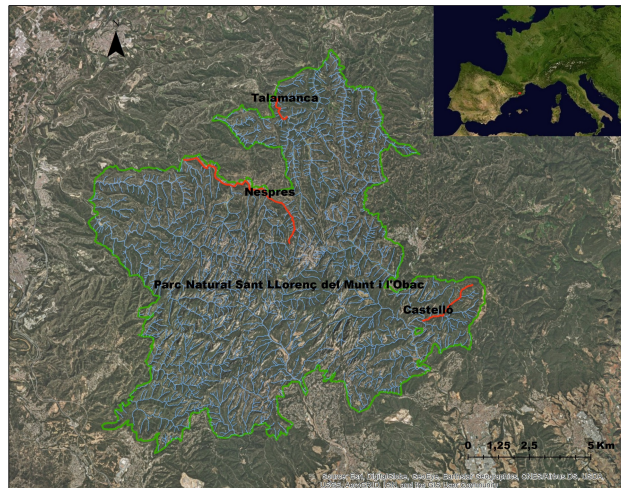 Talamanca
Nespres
Parc Natural Sant LLorenç del Munt i l'Obac
Castelló
0 1,25 2,5 5 Km